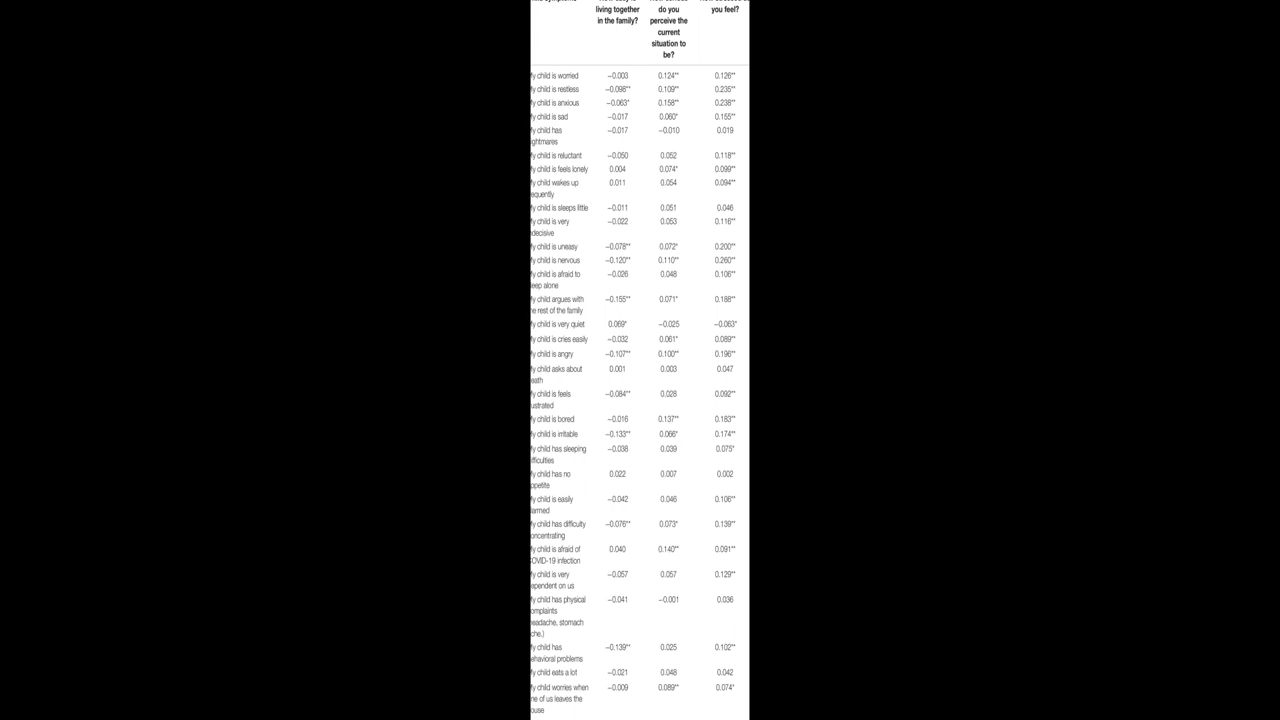 living together do you you feel?
in the family? perceive the
current
situation to
be?
My child is worried −0.003 0.124** 0.126**
My child is restless −0.098** 0.109** 0.235**
My child is anxious −0.063* 0.158** 0.238**
My child is sad −0.017 0.060* 0.155**
My child has −0.017 −0.010 0.019
ightmares
My child is reluctant −0.050 0.052 0.118**
My child is feels lonely 0.004 0.074* 0.099**
My child wakes up 0.011 0.054 0.094**
equently
My child is sleeps little −0.011 0.051 0.046
My child is very −0.022 0.053 0.116**
decisive
My child is uneasy −0.078** 0.072* 0.200**
My child is nervous −0.120** 0.110** 0.260**
My child is afraid to −0.026 0.048 0.106**
eep alone
My child argues with −0.155** 0.071* 0.188**
e rest of the family
My child is very quiet 0.069* −0.025 −0.063*
My child is cries easily −0.032 0.061* 0.089**
My child is angry −0.107** 0.100** 0.196**
My child asks about 0.001 0.003 0.047
eath
My child is feels −0.084** 0.028 0.092**
ustrated
My child is bored −0.016 0.137** 0.183**
My child is irritable −0.133** 0.066* 0.174**
My child has sleeping −0.038 0.039 0.075*
fficulties
My child has no 0.022 0.007 0.002
ppetite
My child is easily −0.042 0.046 0.106**
larmed
My child has difficulty −0.076** 0.073* 0.139**
oncentrating
My child is afraid of 0.040 0.140** 0.091**
COVID-19 infection
My child is very −0.057 0.057 0.129**
ependent on us
My child has physical −0.041 −0.001 0.036
omplaints
eadache, stomach
che.)
My child has −0.139** 0.025 0.102**
ehavioral problems
My child eats a lot −0.021 0.048 0.042
My child worries when −0.009 0.089** 0.074*
ne of us leaves the
ouse